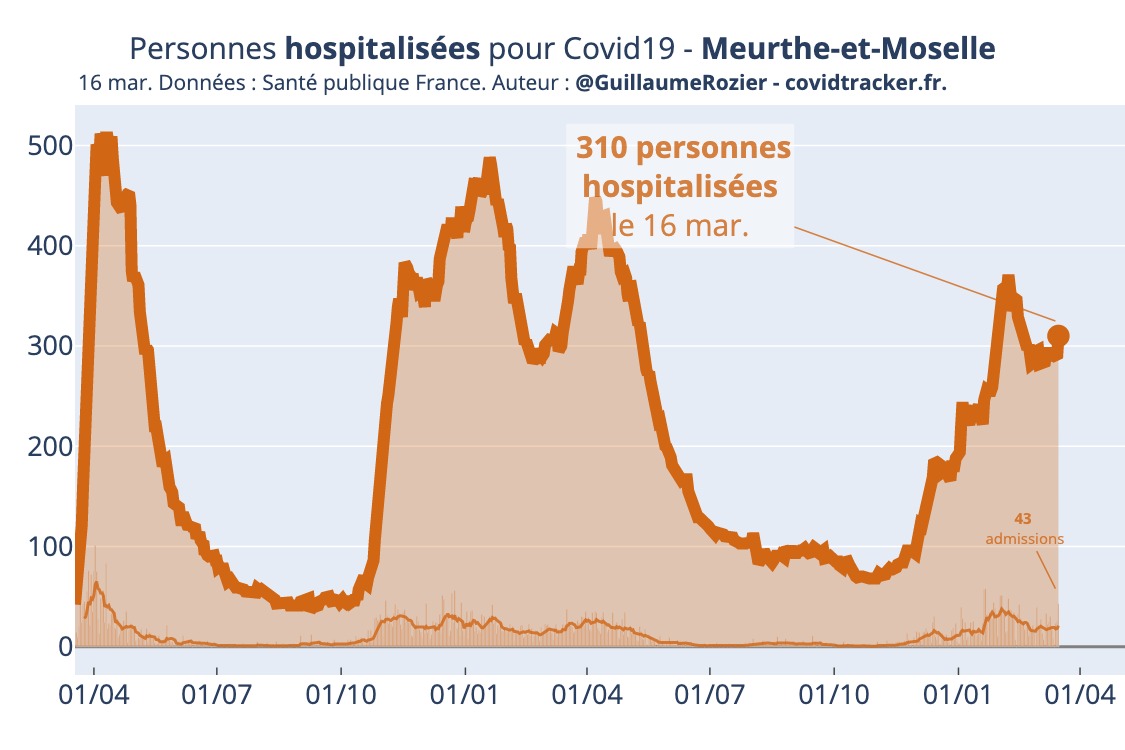 Personnes hospitalisées pour Covid19 - Meurthe-et-Moselle
16 mar. Données : Santé publique France. Auteur : @GuillaumeRozier - covidtracker.fr.
500
310 personnes
hospitalisées
le 16 mar.
400
300
200
43
admissions
100
0
01/04 01/07 01/10 01/01 01/04 01/07 01/10 01/01 01/04